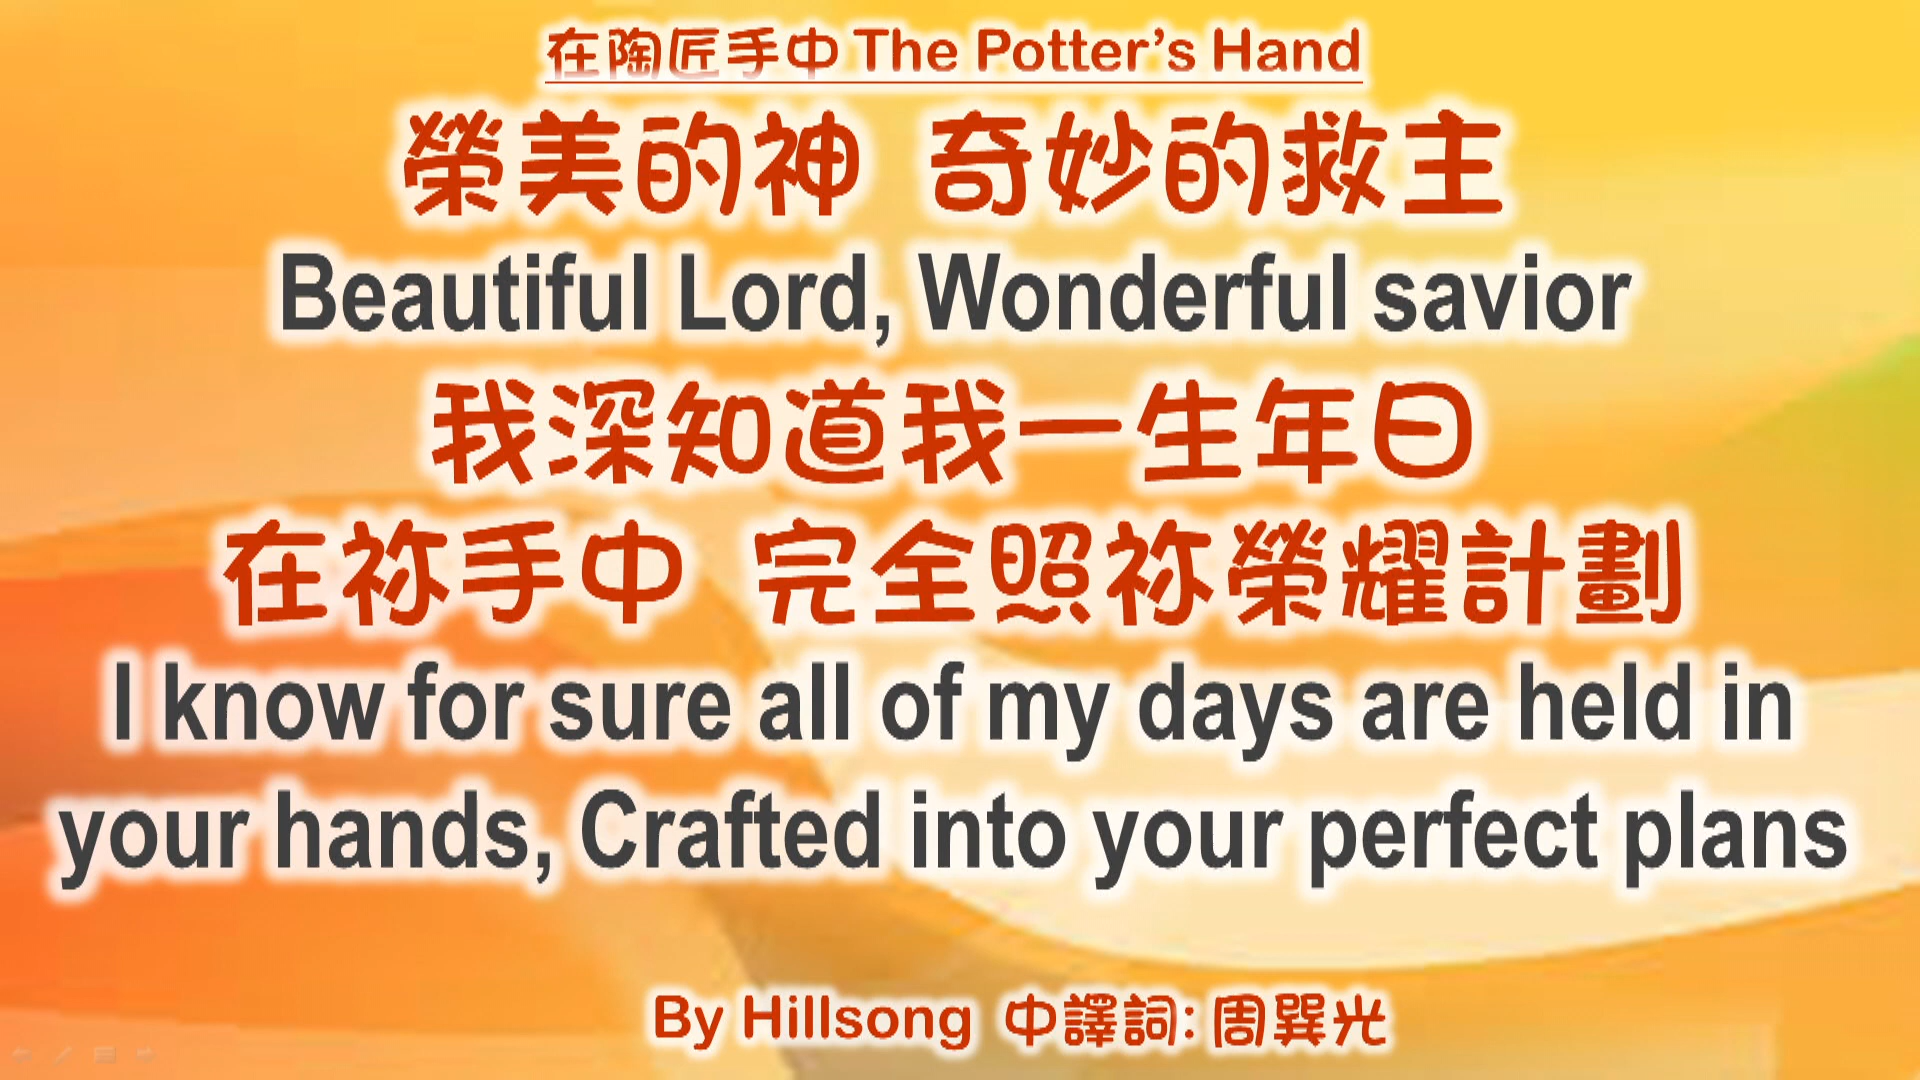 在陶匠手中 The Potter’s Hand
榮美的神 奇妙的救主
Beautiful Lord, Wonderful savior
我深知道我一生年日
在祢手中 完全照祢榮耀計劃
I know for sure all of my days are held in
your hands, Crafted into your perfect plans
By Hillsong 中譯詞: 周巽光